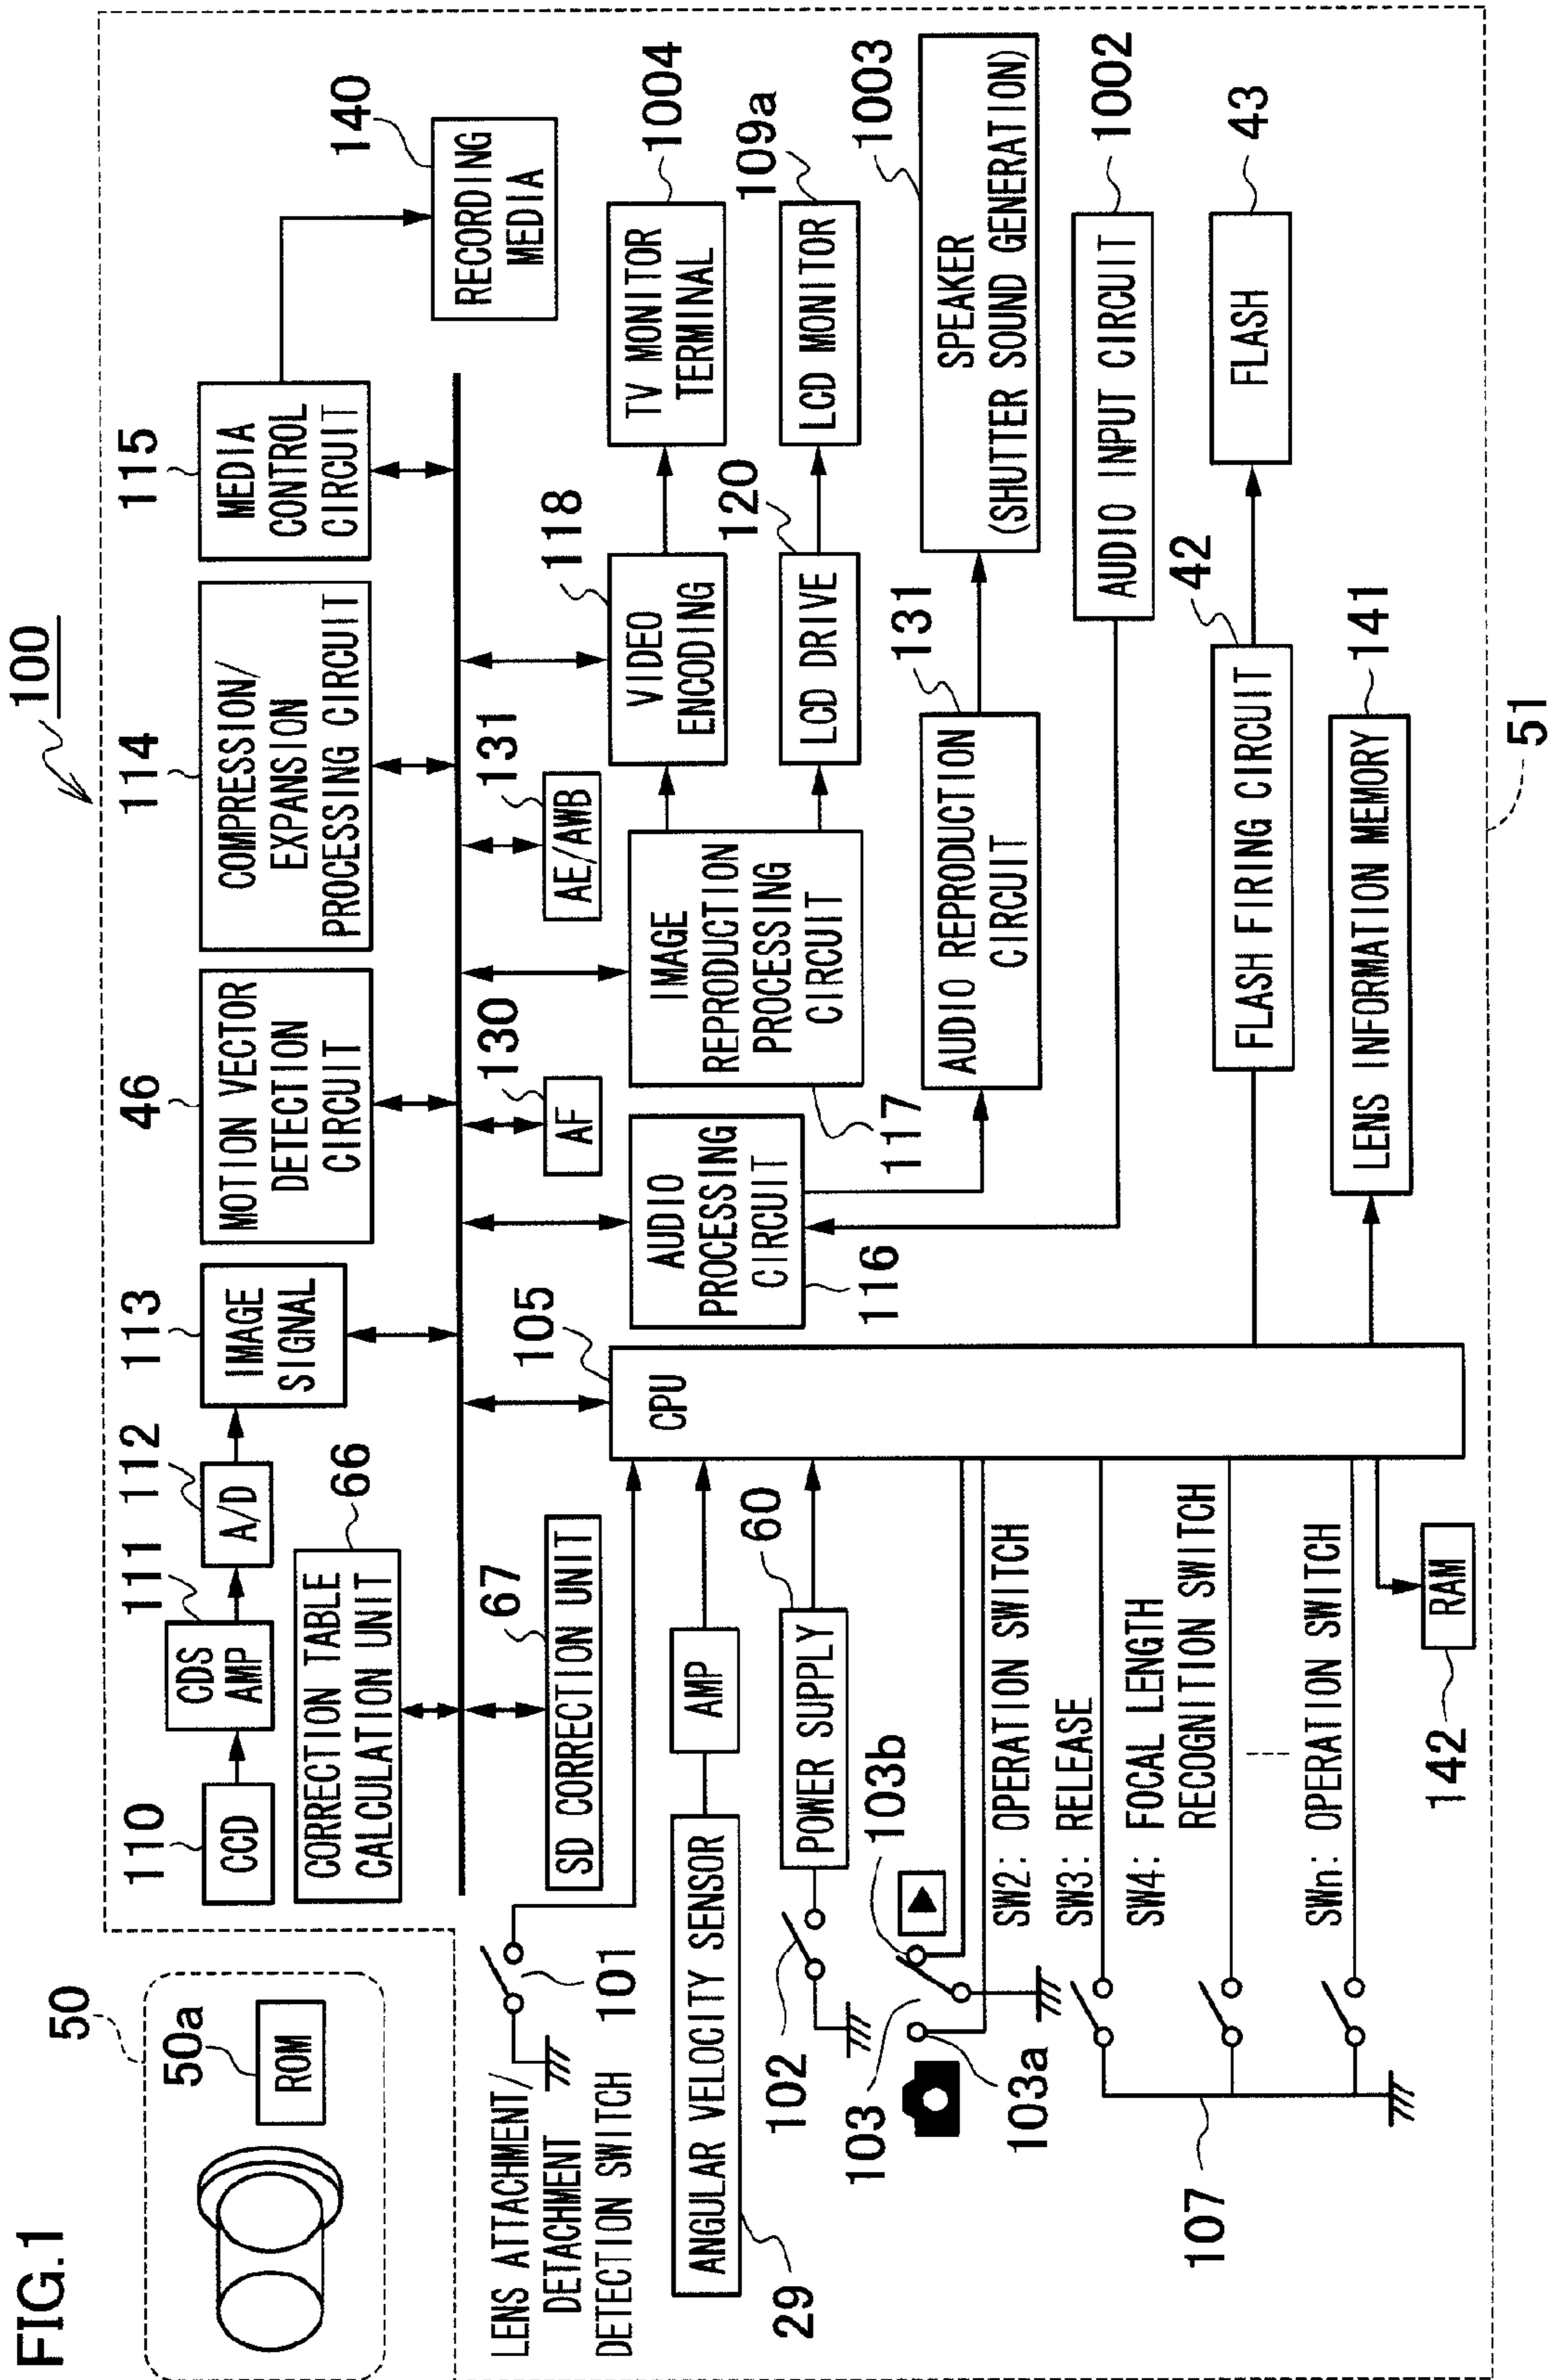 FIG.1
100
50
50a
ROM
110
CCD
111
CDS
AMP
112
A/D
113
IMAGE
SIGNAL
46
MOTION VECTOR
DETECTION
CIRCUIT
114
COMPRESSION/
EXPANSION
PROCESSING CIRCUIT
115
MEDIA
CONTROL
CIRCUIT
140
RECORDING
MEDIA
66
CORRECTION TABLE
CALCULATION UNIT
67
SD CORRECTION UNIT
105
CPU
130
AF
131
AE/AWB
118
VIDEO
ENCODING
1004
TV MONITOR
TERMINAL
LENS ATTACHMENT/
DETACHMENT
DETECTION SWITCH
101
116
AUDIO
PROCESSING
CIRCUIT
117
IMAGE
REPRODUCTION
PROCESSING
CIRCUIT
120
LCD DRIVE
109a
LCD MONITOR
29
ANGULAR VELOCITY SENSOR
AMP
60
POWER SUPPLY
102
103
103a
103b
131
AUDIO REPRODUCTION
CIRCUIT
1003
SPEAKER
(SHUTTER SOUND GENERATION)
1002
AUDIO INPUT CIRCUIT
SW2: OPERATION SWITCH
SW3: RELEASE
SW4: FOCAL LENGTH
RECOGNITION SWITCH
SWn: OPERATION SWITCH
107
42
FLASH FIRING CIRCUIT
43
FLASH
141
LENS INFORMATION MEMORY
142
RAM
51